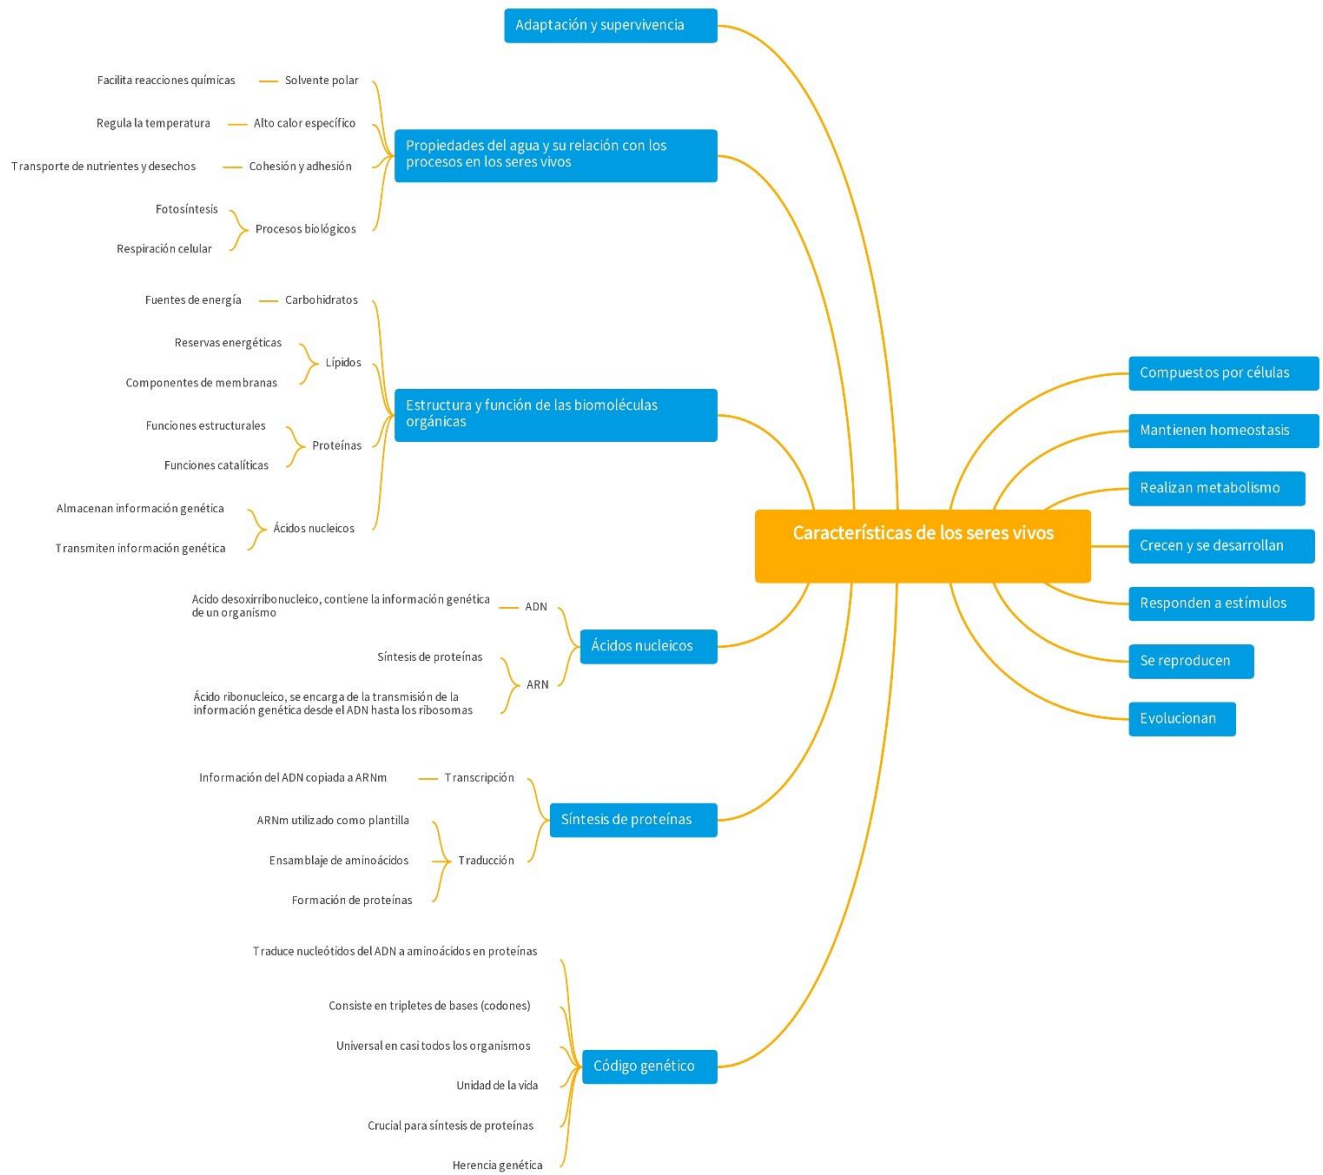 Adaptación y supervivencia
Facilita reacciones químicas
Solvente polar
Regula la temperatura
Alto calor específico
Transporte de nutrientes y desechos
Cohesión y adhesión
Fotosíntesis
Respiración celular
Procesos biológicos
Propiedades del agua y su relación con los
procesos en los seres vivos
Fuentes de energía
Carbohidratos
Reservas energéticas
Componentes de membranas
Lípidos
Funciones estructurales
Funciones catalíticas
Proteínas
Almacenan información genética
Transmiten información genética
Ácidos nucleicos
Estructura y función de las biomoléculas
orgánicas
Acido desoxirribonucleico, contiene la información genética
de un organismo
ADN
Síntesis de proteínas
Ácido ribonucleico, se encarga de la transmisión de la
información genética desde el ADN hasta los ribosomas
ARN
Ácidos nucleicos
Información del ADN copiada a ARNm
Transcripción
ARNm utilizado como plantilla
Ensamblaje de aminoácidos
Formación de proteínas
Traducción
Síntesis de proteínas
Traduce nucleótidos del ADN a aminoácidos en proteínas
Consiste en tripletes de bases (codones)
Universal en casi todos los organismos
Unidad de la vida
Crucial para síntesis de proteínas
Herencia genética
Código genético
Características de los seres vivos
Compuestos por células
Mantienen homeostasis
Realizan metabolismo
Crecen y se desarrollan
Responden a estímulos
Se reproducen
Evolucionan